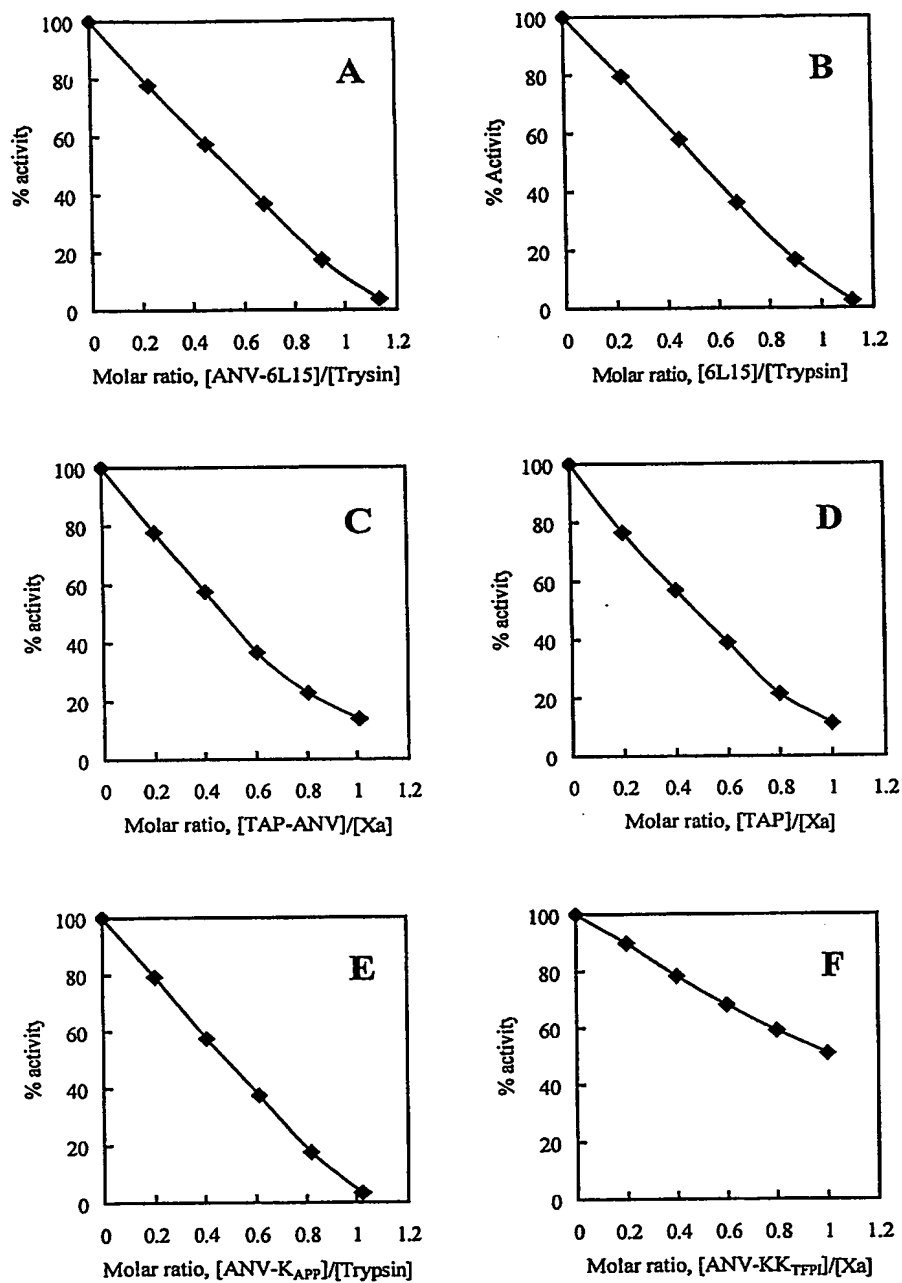 A
100
80
60
40
20
0
% activity
0 0.2 0.4 0.6 0.8 1 1.2
Molar ratio, [ANV-6L15]/[Trysin]
B
100
80
60
40
20
0
% Activity
0 0.2 0.4 0.6 0.8 1 1.2
Molar ratio, [6L15]/[Trypsin]
C
100
80
60
40
20
0
% activity
0 0.2 0.4 0.6 0.8 1 1.2
Molar ratio, [TAP-ANV]/[Xa]
D
100
80
60
40
20
0
% activity
0 0.2 0.4 0.6 0.8 1 1.2
Molar ratio, [TAP]/[Xa]
E
100
80
60
40
20
0
% activity
0 0.2 0.4 0.6 0.8 1 1.2
Molar ratio, [ANV-KAPP]/[Trypsin]
F
100
80
60
40
20
0
% activity
0 0.2 0.4 0.6 0.8 1 1.2
Molar ratio, [ANV-KKTFPI]/[Xa]